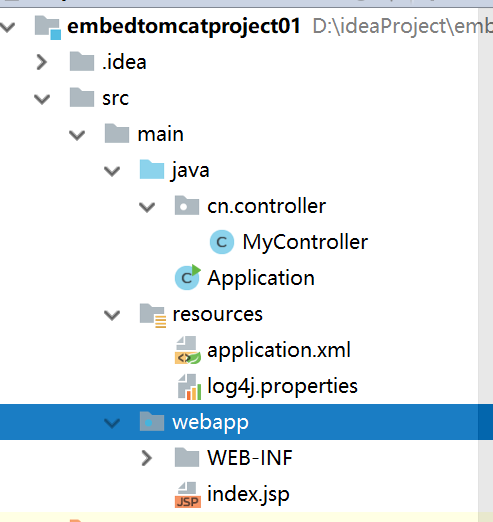 embedtomcatproject01 D:\ideaProject\emb
.idea
src
main
java
cn.controller
C MyController
C Application
resources
application.xml
log4j.properties
webapp
WEB-INF
JSP index.jsp